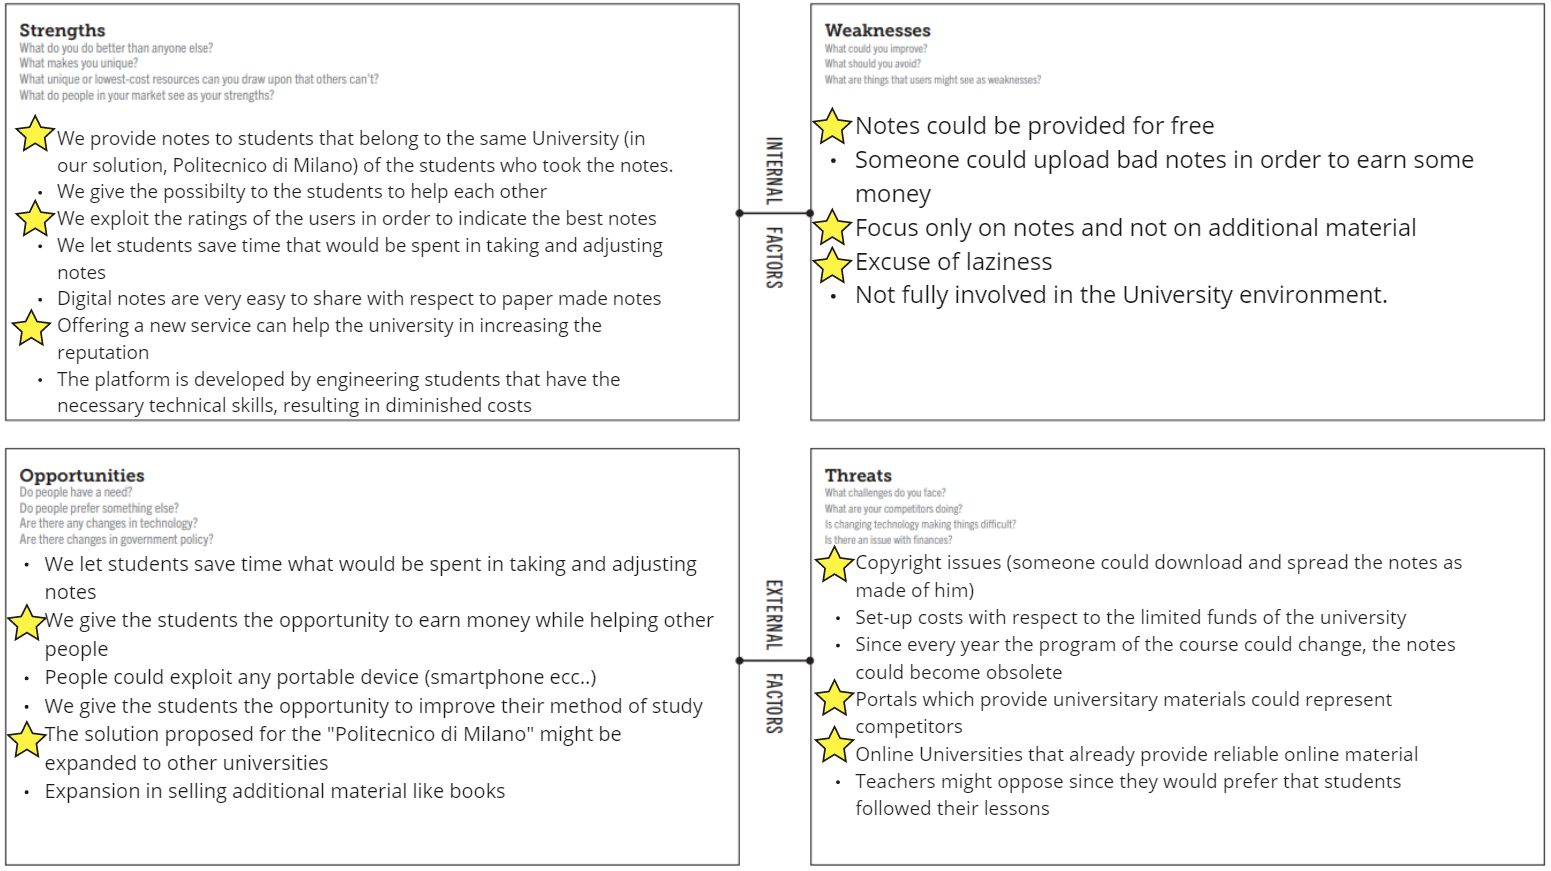 Strengths
What do you do better than anyone else?
What makes you unique?
What unique or lowest-cost resources can you draw upon that others can't?
What do people in your market see as your strengths?
We provide notes to students that belong to the same University (in
our solution, Politecnico di Milano) of the students who took the notes.
• We give the possibilty to the students to help each other
We exploit the ratings of the users in order to indicate the best notes
• We let students save time that would be spent in taking and adjusting
notes
• Digital notes are very easy to share with respect to paper made notes
Offering a new service can help the university in increasing the
reputation
• The platform is developed by engineering students that have the
necessary technical skills, resulting in diminished costs
INTERNAL FACTORS
Weaknesses
What could you improve?
What should you avoid?
What are things that users might see as weaknesses?
Notes could be provided for free
• Someone could upload bad notes in order to earn some
money
Focus only on notes and not on additional material
Excuse of laziness
• Not fully involved in the University environment.
Opportunities
Do people have a need?
Do people prefer something else?
Are there any changes in technology?
Are there changes in government policy?
• We let students save time what would be spent in taking and adjusting
notes
We give the students the opportunity to earn money while helping other
people
• People could exploit any portable device (smartphone ecc..)
• We give the students the opportunity to improve their method of study
The solution proposed for the "Politecnico di Milano" might be
expanded to other universities
• Expansion in selling additional material like books
EXTERNAL FACTORS
Threats
What challenges do you face?
What are your competitors doing?
Is changing technology making things difficult?
Is there an issue with finances?
Copyright issues (someone could download and spread the notes as
made of him)
• Set-up costs with respect to the limited funds of the university
• Since every year the program of the course could change, the notes
could become obsolete
Portals which provide universitary materials could represent
competitors
Online Universities that already provide reliable online material
• Teachers might oppose since they would prefer that students
followed their lessons